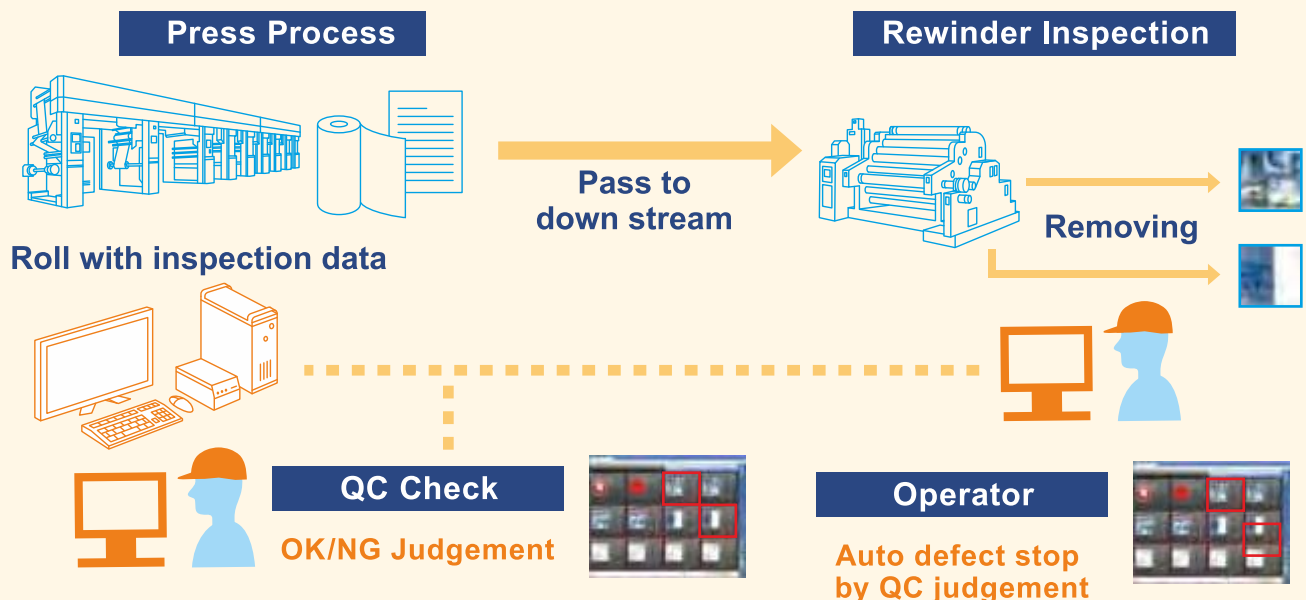 Press Process
Rewinder Inspection
Pass to
down stream
Removing
Roll with inspection data
QC Check
OK/NG Judgement
Operator
Auto defect stop
by QC judgement